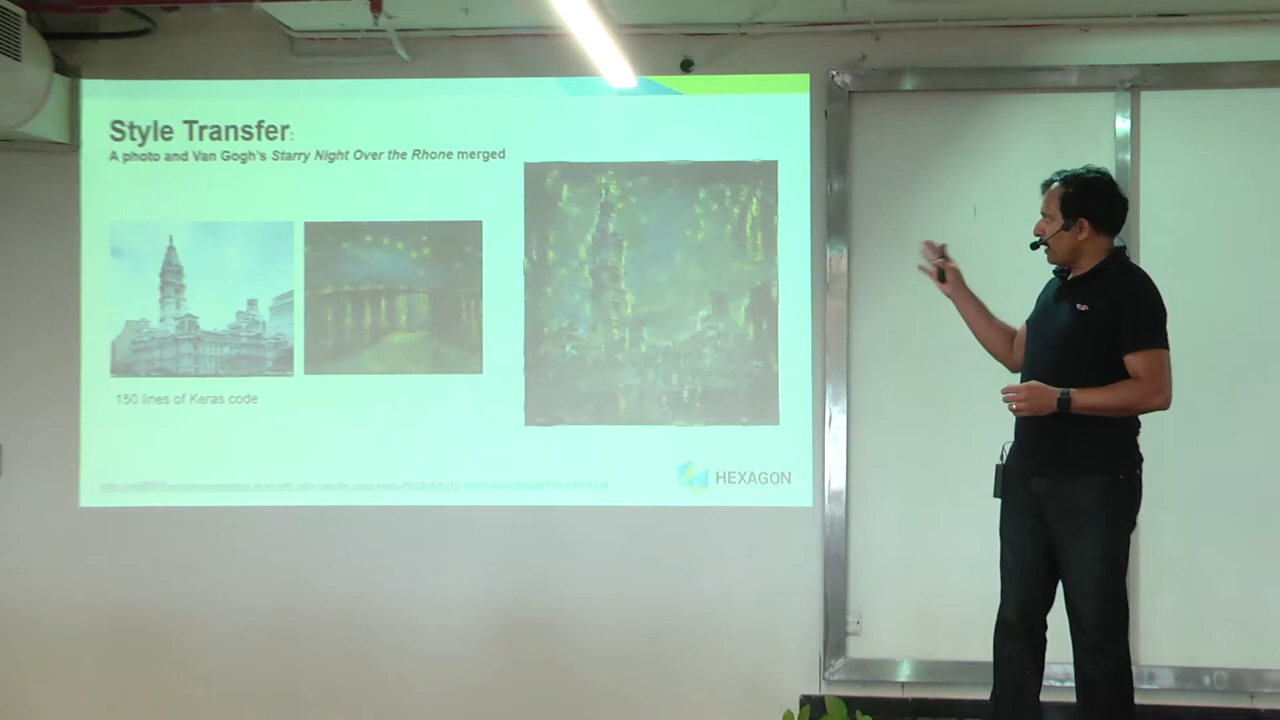 Style Transfer:
A photo and Van Gogh's Starry Night Over the Rhone merged
150 lines of Keras code
HEXAGON